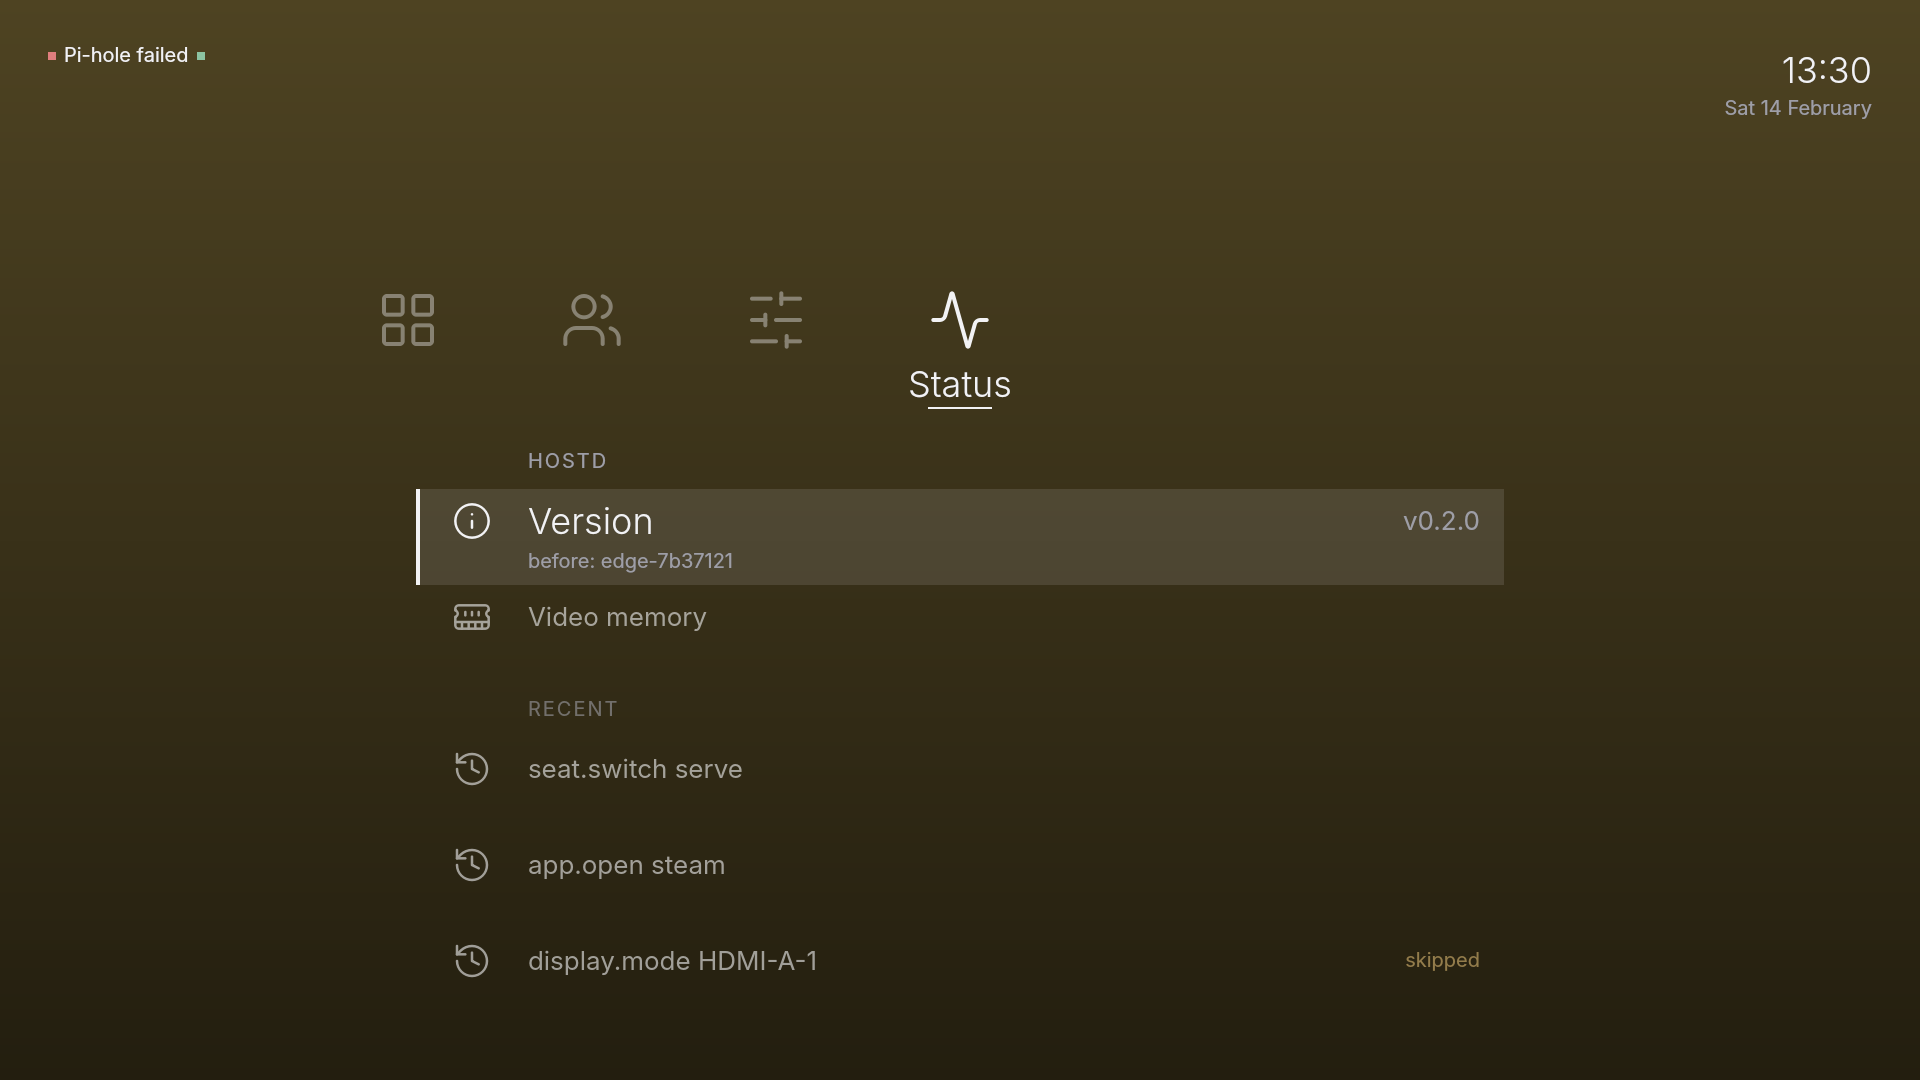 Pi-hole failed
13:30
Sat 14 February
Status
HOSTD
Version
v0.2.0
before: edge-7b37121
Video memory
RECENT
seat.switch serve
app.open steam
display.mode HDMI-A-1
skipped